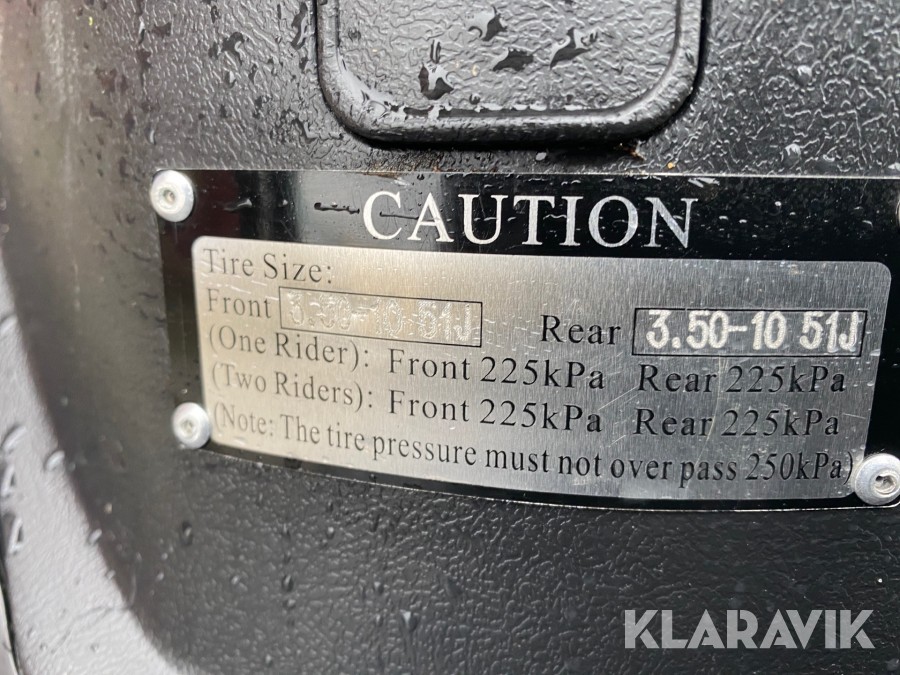 CAUTION
Tire Size:
Front 3.50-10 51J Rear 3.50-10 51J
(One Rider): Front 225kPa Rear 225kPa
(Two Riders): Front 225kPa Rear 225kPa
(Note: The tire pressure must not over pass 250kPa)
KLARAVIK